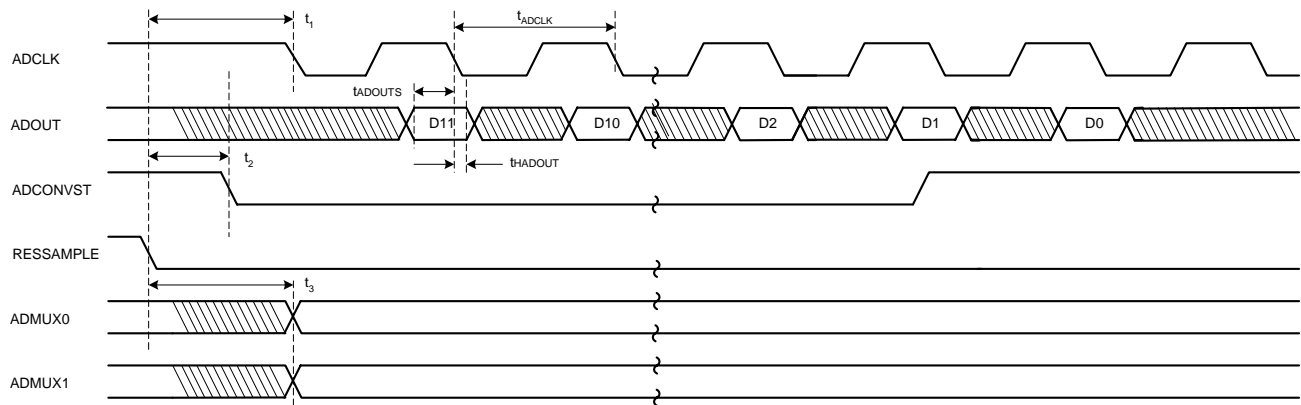 t1
tADCLK
ADCLK
tADOUTS
ADOUT
D11
D10
D2
D1
D0
t2
tHADOUT
ADCONVST
RESSAMPLE
t3
ADMUX0
ADMUX1